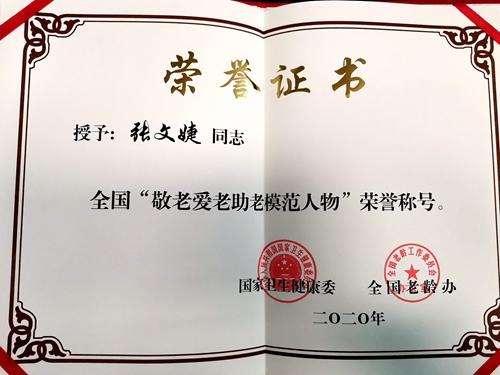 荣誉证书
授予：张文婕 同志
全国“敬老爱老助老模范人物”荣誉称号。
国家卫生健康委 全国老龄办
二〇二〇年